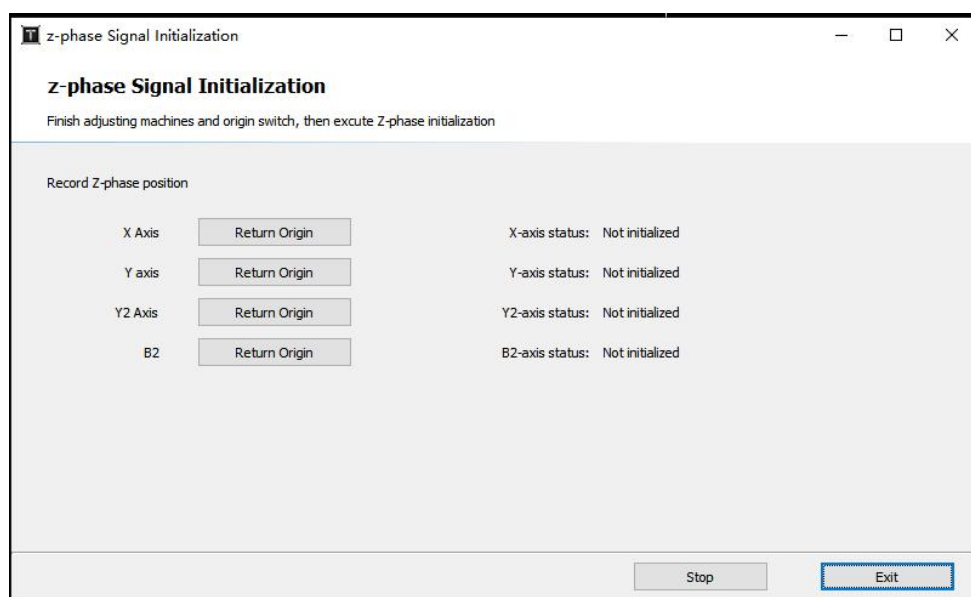 z-phase Signal Initialization
z-phase Signal Initialization
Finish adjusting machines and origin switch, then excute Z-phase initialization
Record Z-phase position
X Axis Return Origin X-axis status: Not initialized
Y axis Return Origin Y-axis status: Not initialized
Y2 Axis Return Origin Y2-axis status: Not initialized
B2 Return Origin B2-axis status: Not initialized
Stop Exit